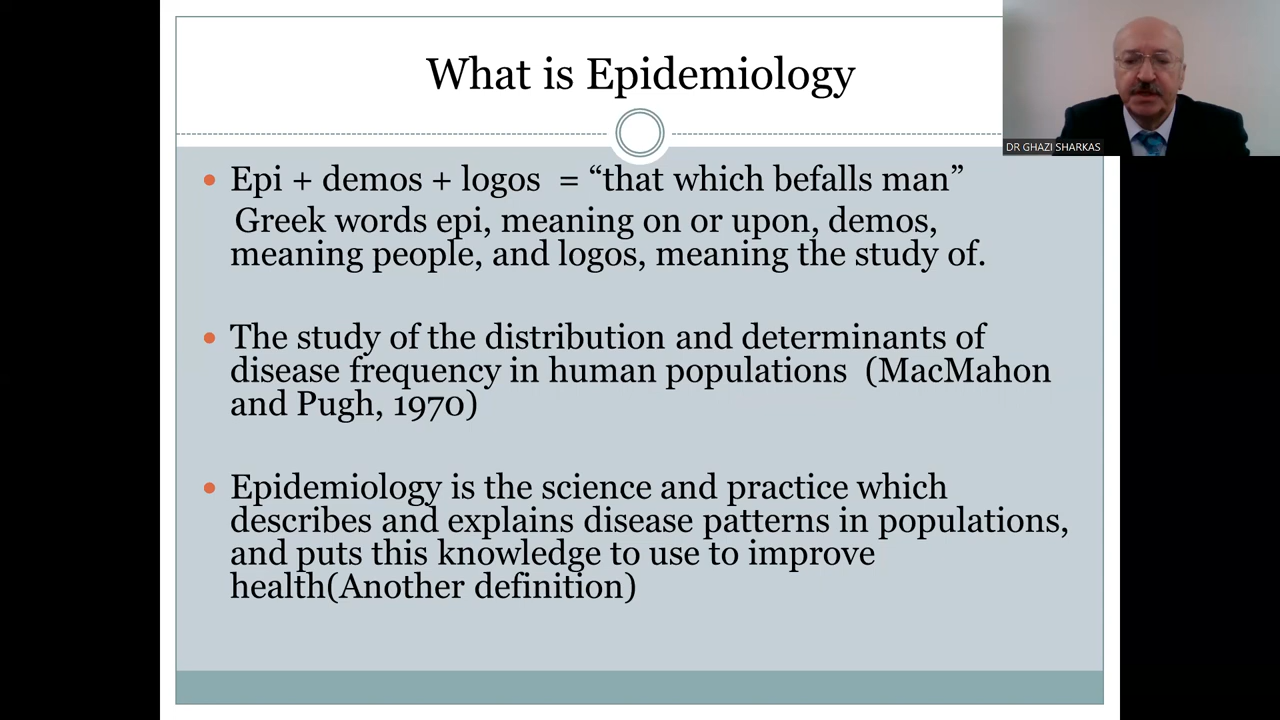 What is Epidemiology
DR GHAZI SHARKAS
• Epi + demos + logos = “that which befalls man”
Greek words epi, meaning on or upon, demos,
meaning people, and logos, meaning the study of.
• The study of the distribution and determinants of
disease frequency in human populations (MacMahon
and Pugh, 1970)
• Epidemiology is the science and practice which
describes and explains disease patterns in populations,
and puts this knowledge to use to improve
health(Another definition)